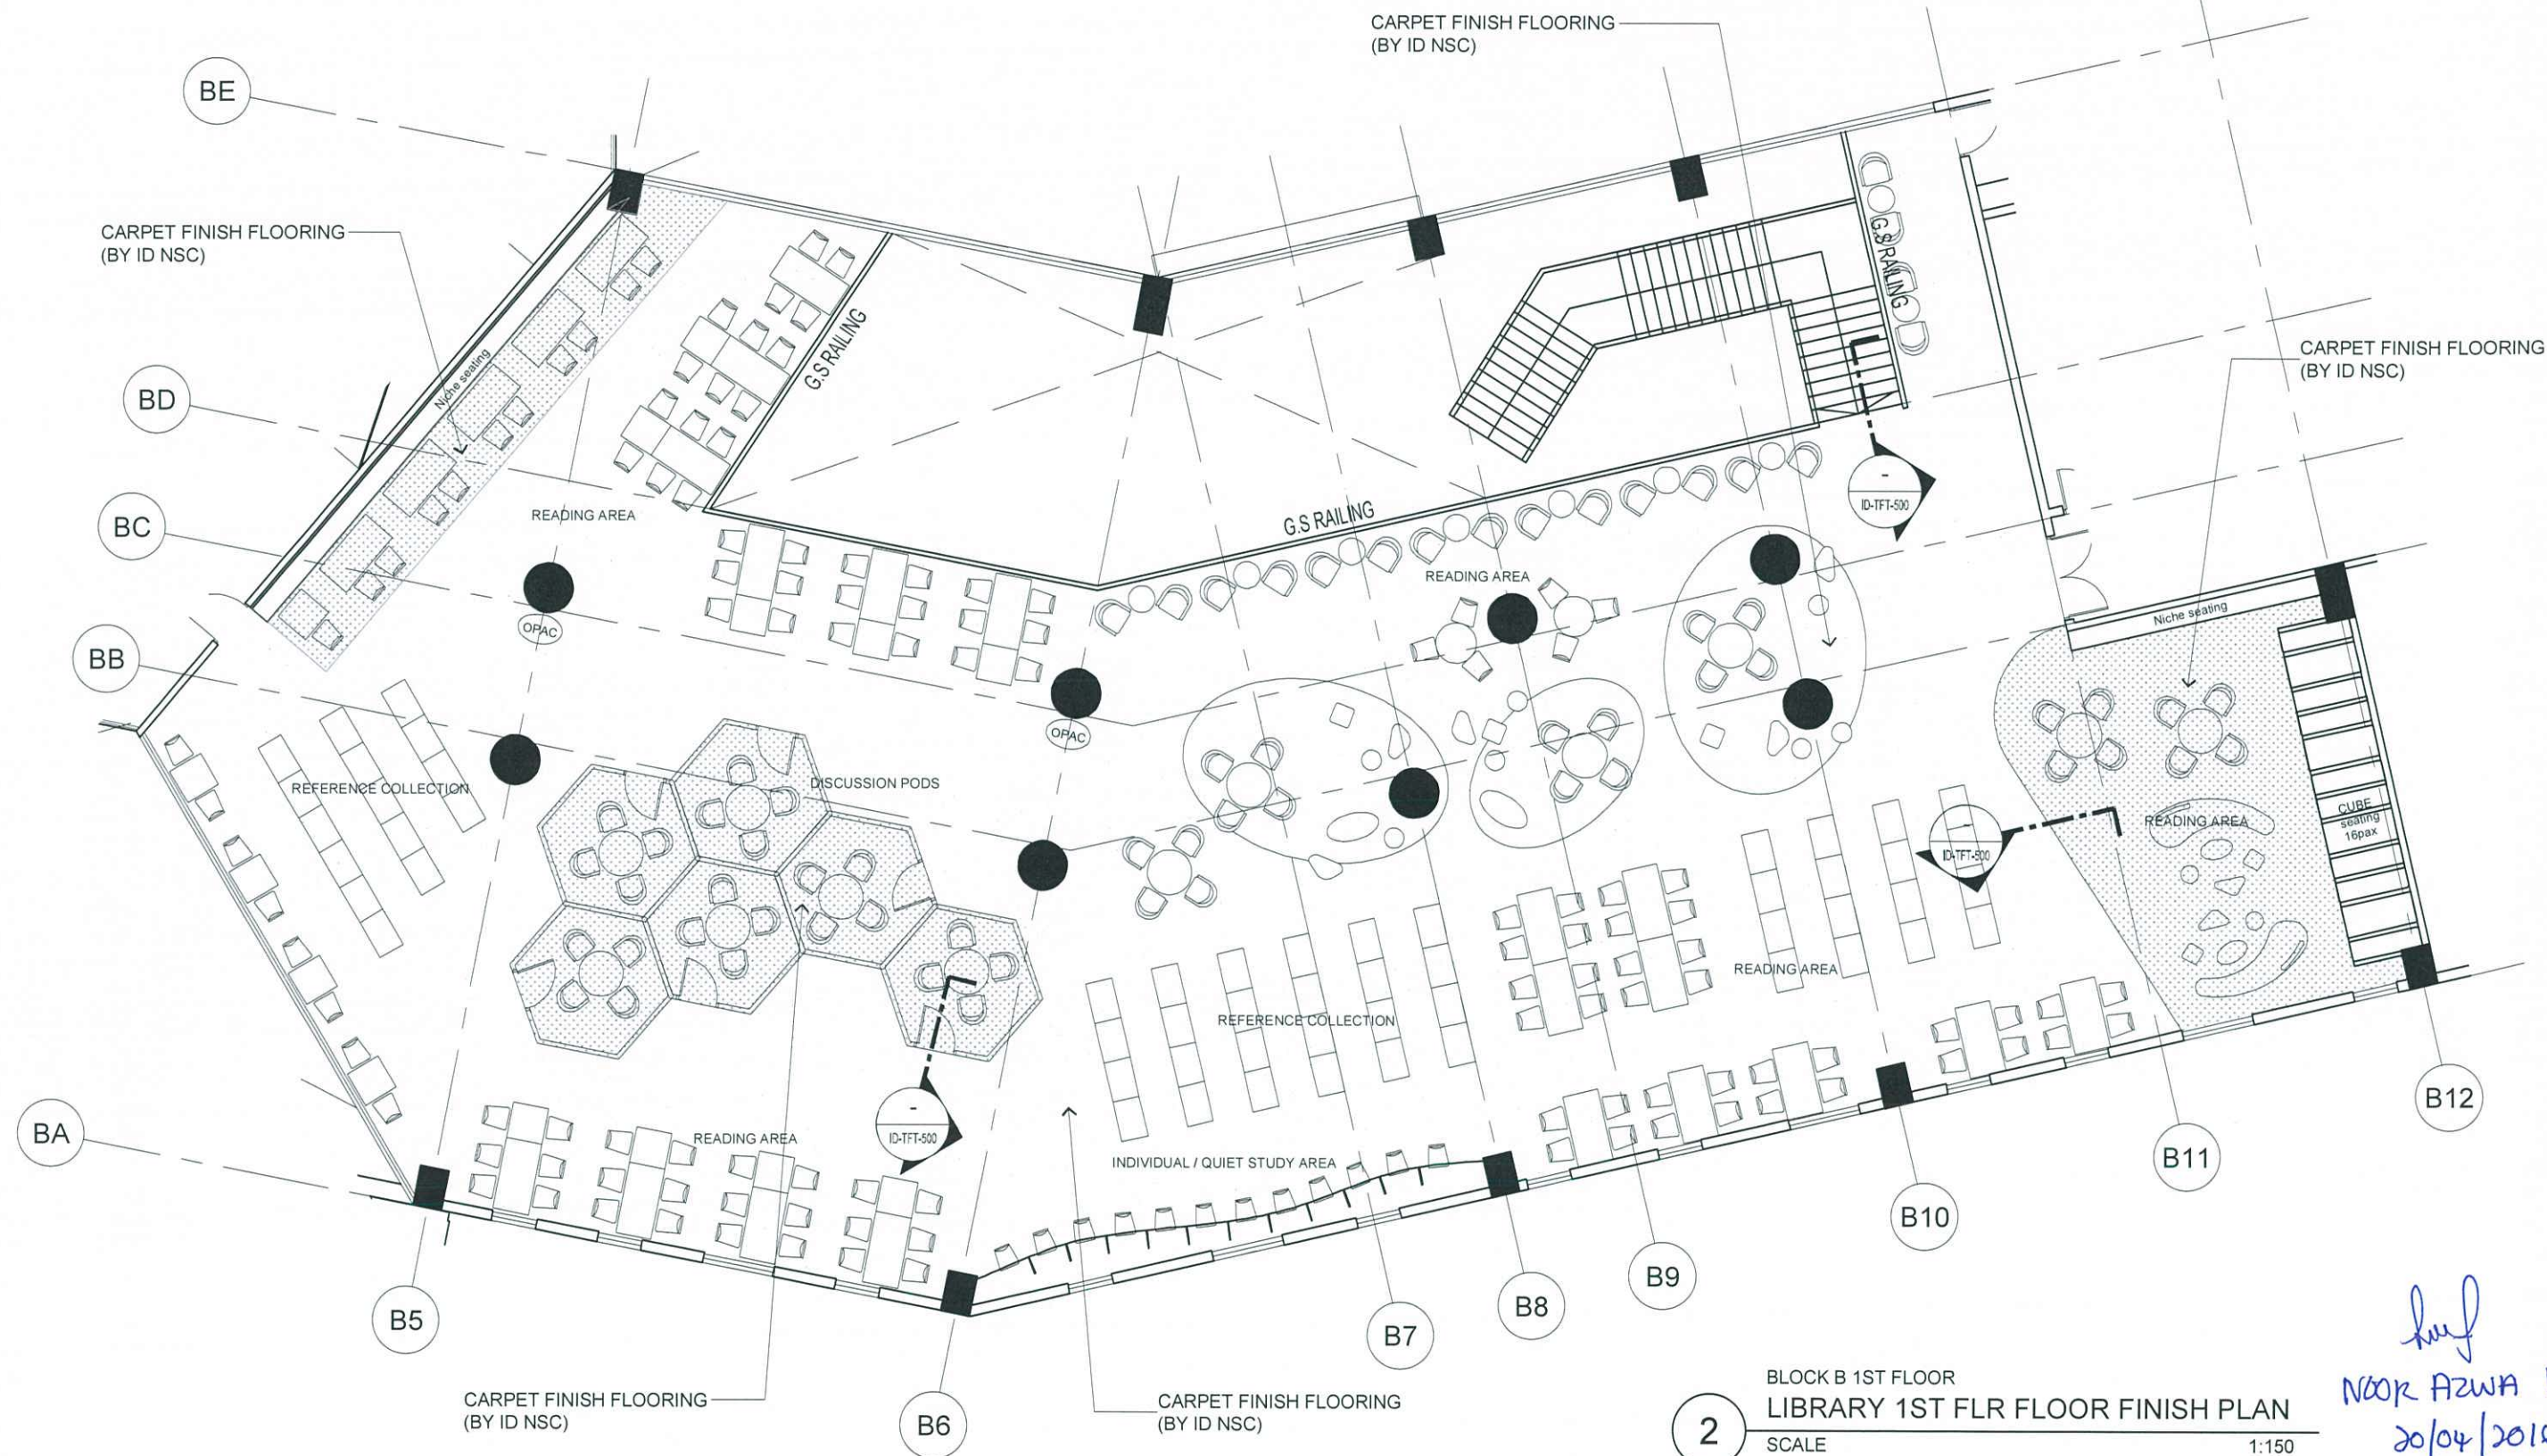 CARPET FINISH FLOORING
(BY ID NSC)
BE
CARPET FINISH FLOORING
(BY ID NSC)
G.S RAILING
G.S RAILING
CARPET FINISH FLOORING
(BY ID NSC)
Niche seating
BD
ID-TFT-500
READING AREA
G.S RAILING
BC
READING AREA
Niche seating
OPAC
BB
OPAC
DISCUSSION PODS
REFERENCE COLLECTION
CUBE
seating
16pax
READING AREA
ID-TFT-500
READING AREA
REFERENCE COLLECTION
BA
READING AREA
ID-TFT-500
INDIVIDUAL / QUIET STUDY AREA
B12
B11
B10
B9
B8
B5
B7
B6
CARPET FINISH FLOORING
(BY ID NSC)
CARPET FINISH FLOORING
(BY ID NSC)
BLOCK B 1ST FLOOR
2
LIBRARY 1ST FLR FLOOR FINISH PLAN
SCALE
1:150
NOOR AZWA